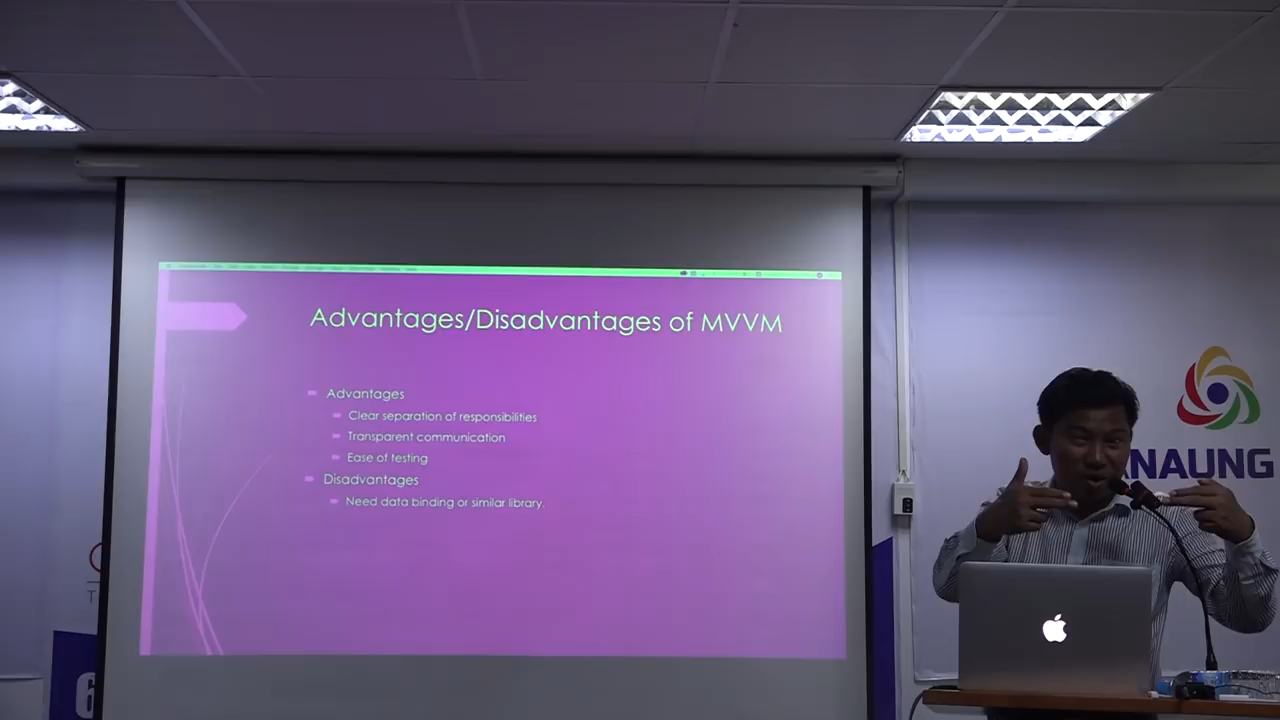 Advantages/Disadvantages of MVVM
Advantages
Clear separation of responsibilities
Transparent communication
Ease of testing
Disadvantages
Need data binding or similar library.
NAUNG
6